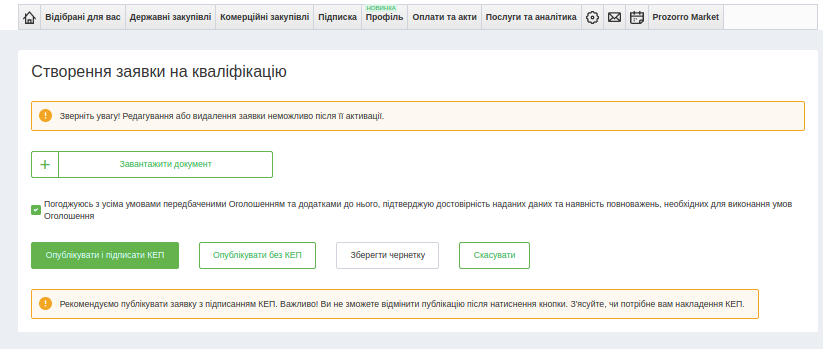 НОВИНКА
Відібрані для вас Державні закупівлі Комерційні закупівлі Підписка Профіль Оплати та акти Послуги та аналітика Prozorro Market
Створення заявки на кваліфікацію
Зверніть увагу! Редагування або видалення заявки неможливо після її активації.
+ Завантажити документ
Погоджуюсь з усіма умовами передбаченими Оголошенням та додатками до нього, підтверджую достовірність наданих даних та наявність повноважень, необхідних для виконання умов
Оголошення
Опублікувати і підписати КЕП Опублікувати без КЕП Зберегти чернетку Скасувати
Рекомендуємо публікувати заявку з підписанням КЕП. Важливо! Ви не зможете відмінити публікацію після натиснення кнопки. З'ясуйте, чи потрібне вам накладення КЕП.